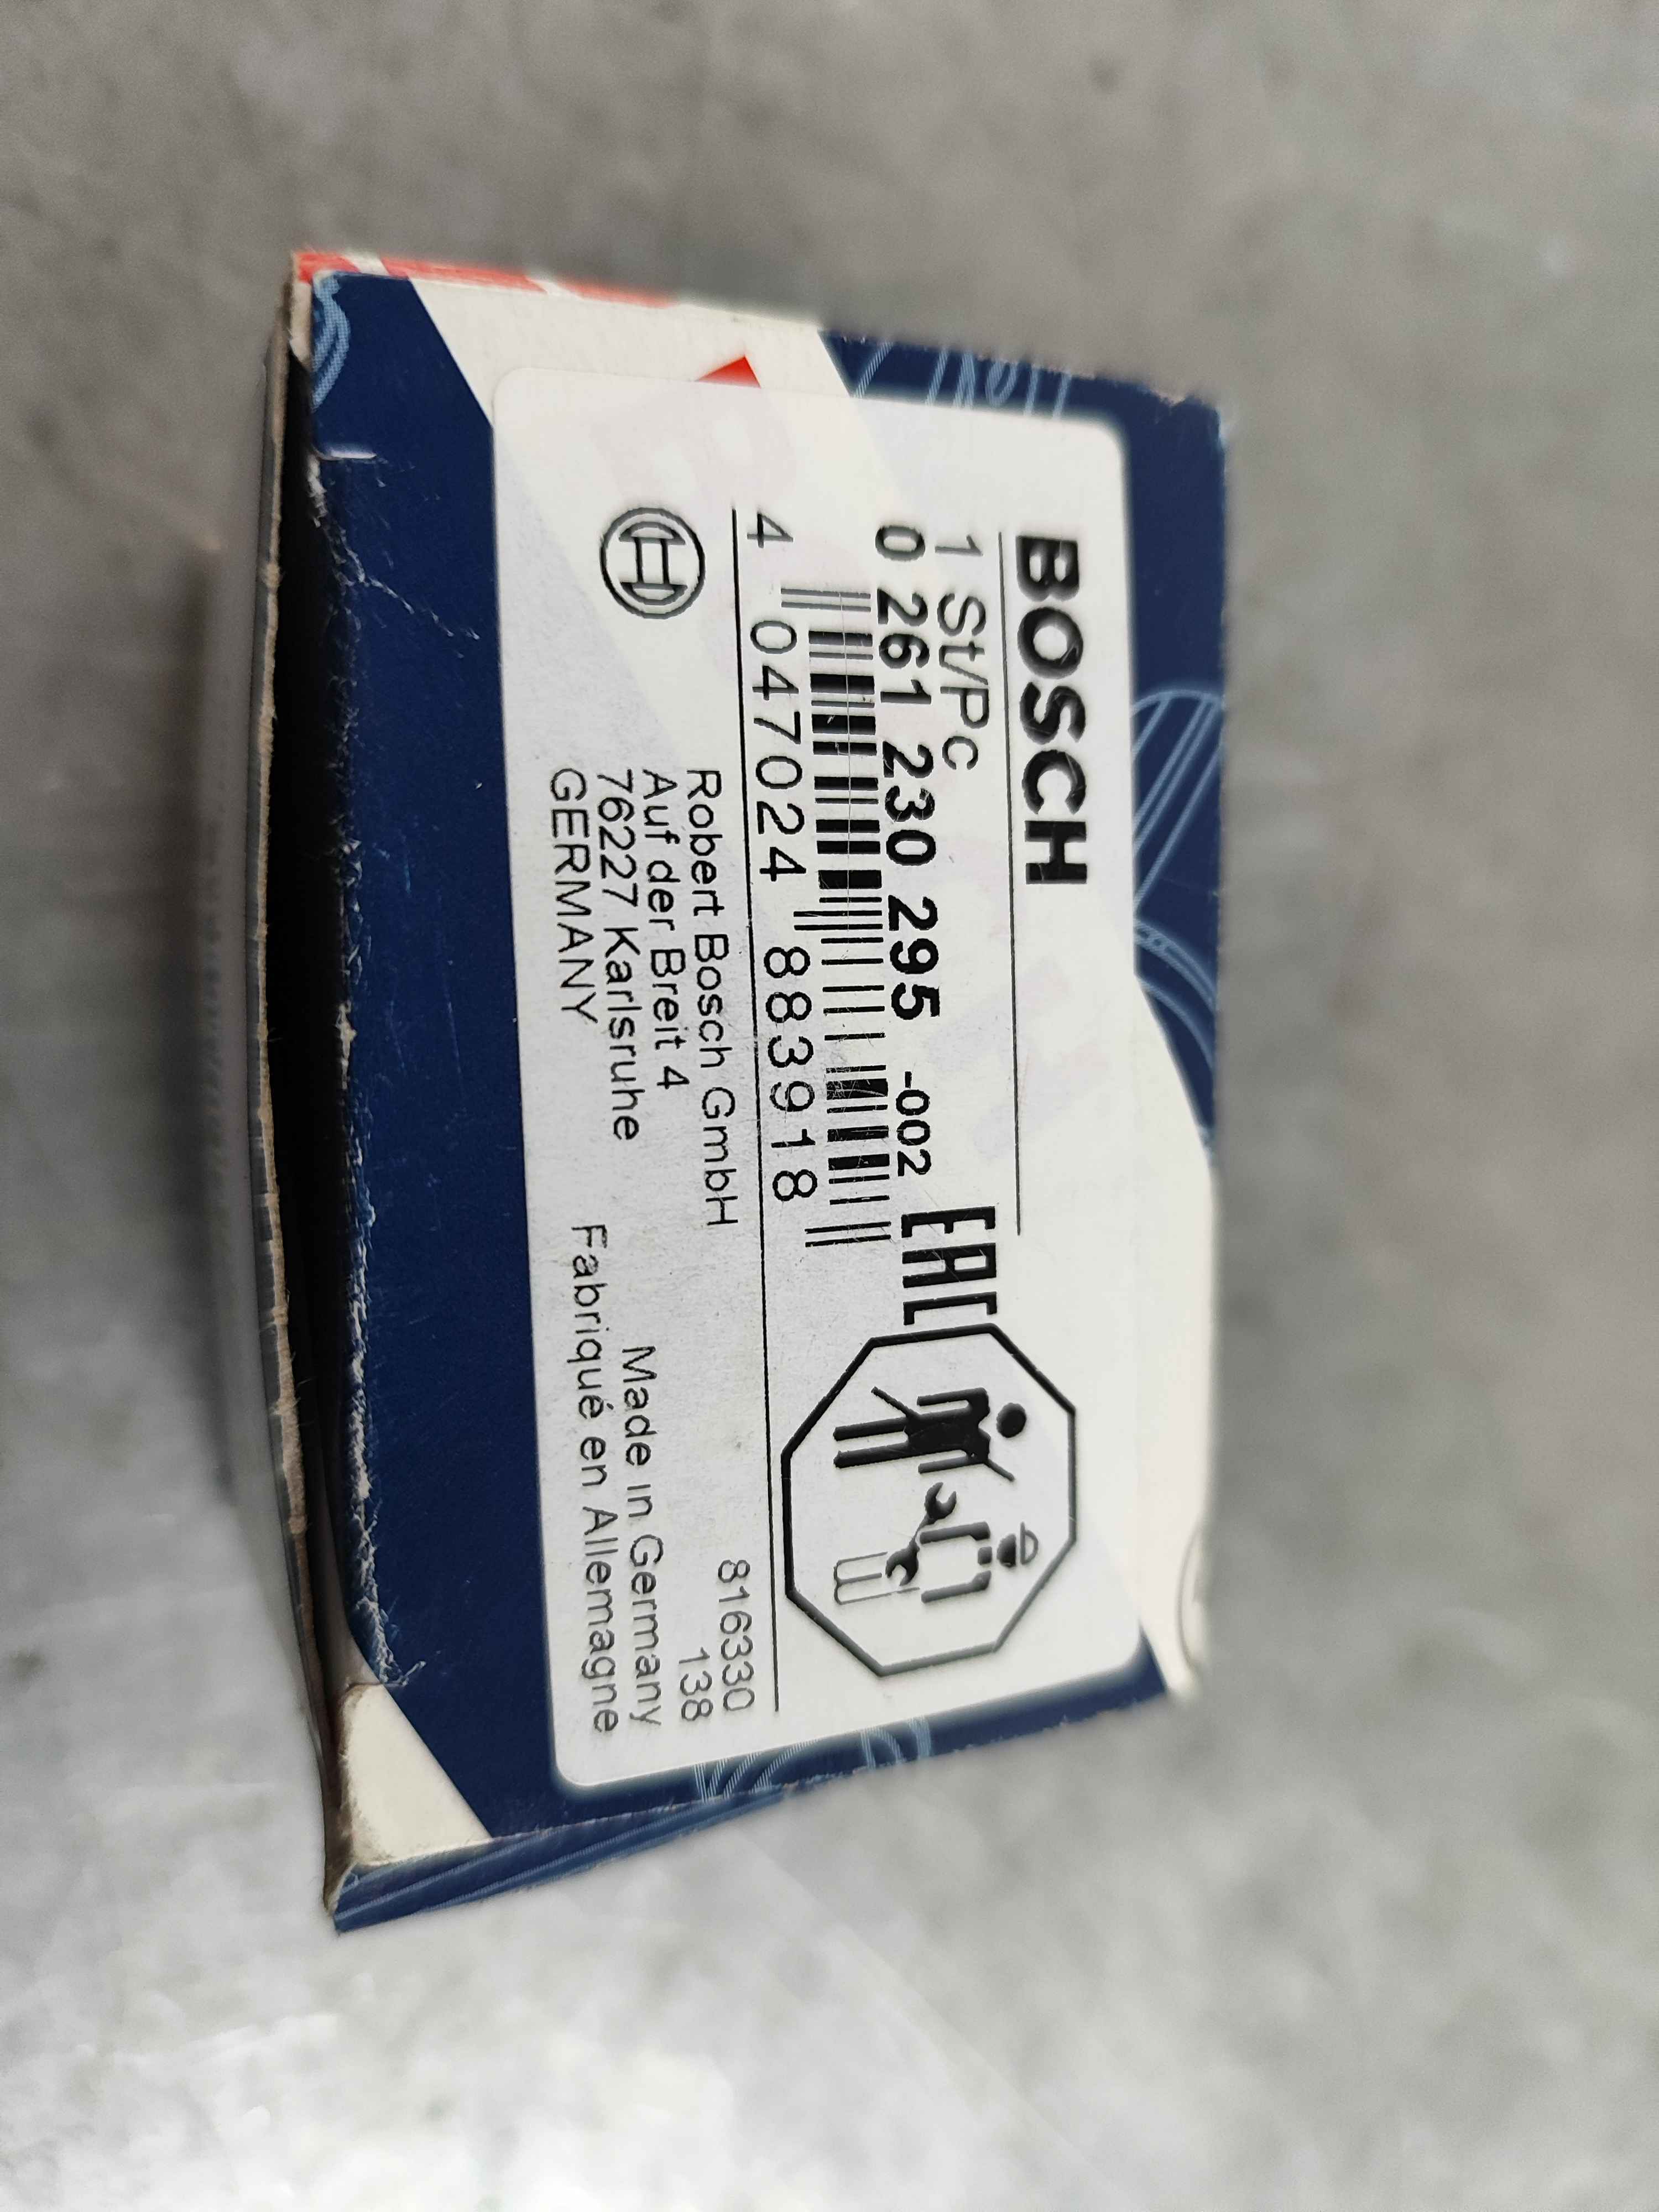 BOSCH
1 St/Pc
0 261 230 295 -002
EAC
4 047024 883918
Robert Bosch GmbH
Auf der Breit 4
76227 Karlsruhe
GERMANY
816330
138
Made in Germany
Fabriqué en Allemagne